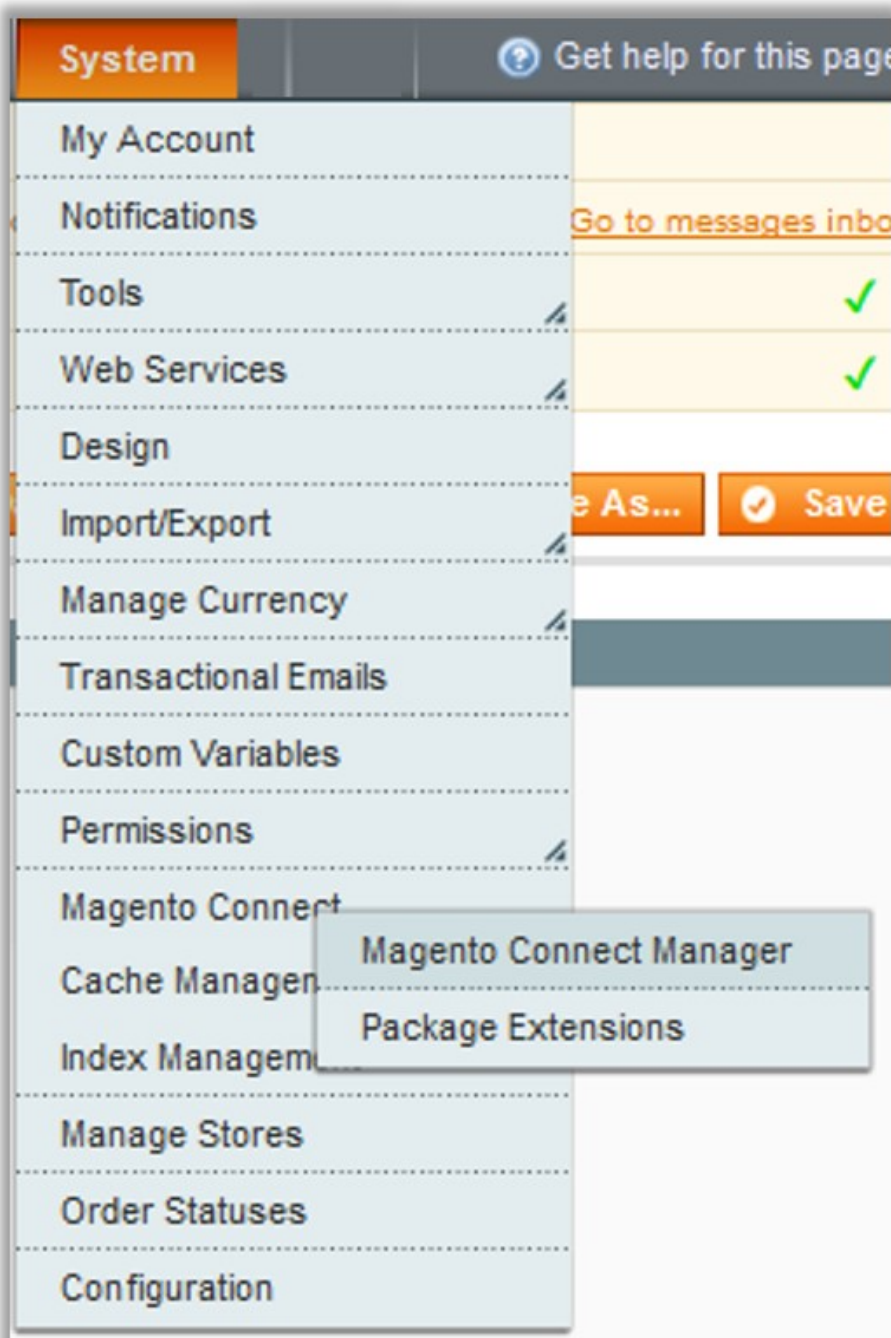 System
Get help for this page
My Account
Notifications
Go to messages inbo
Tools
Web Services
Design
Import/Export
e As...
Save
Manage Currency
Transactional Emails
Custom Variables
Permissions
Magento Connect
Magento Connect Manager
Cache Managem
Package Extensions
Index Management
Manage Stores
Order Statuses
Configuration